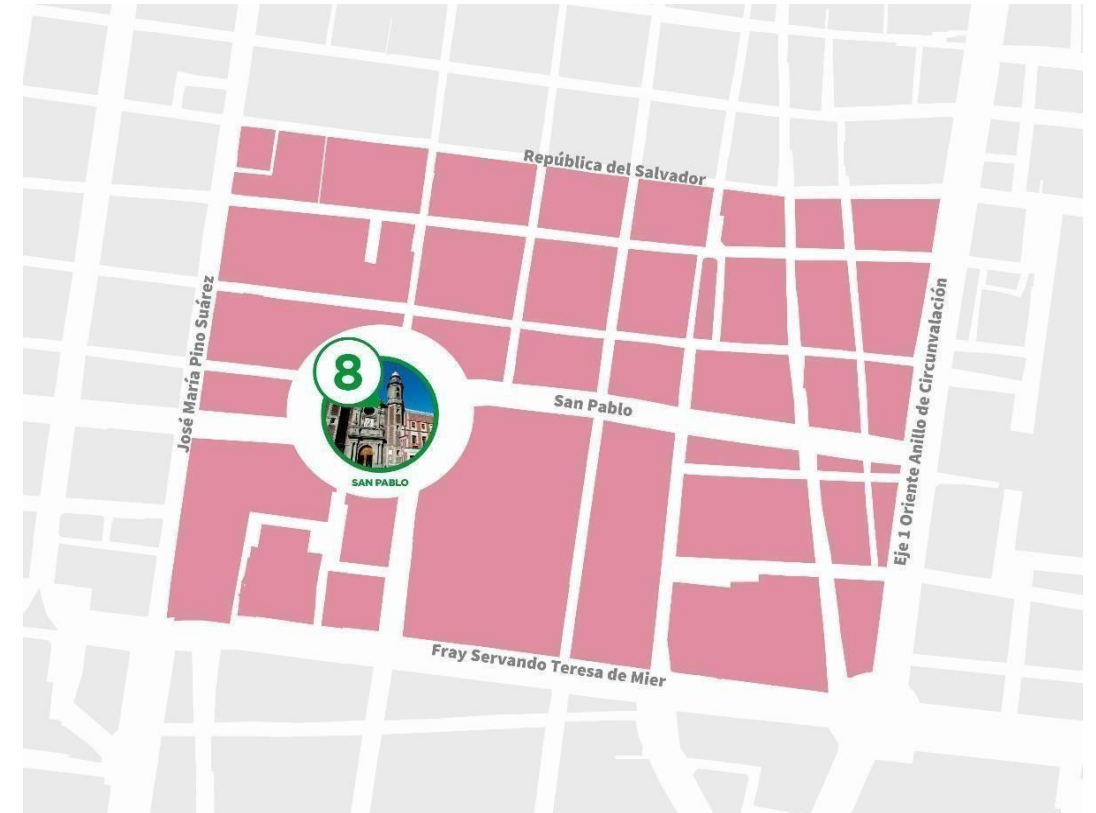 República del Salvador
José María Pino Suárez
8
SAN PABLO
San Pablo
Eje 1 Oriente Anillo de Circunvalación
Fray Servando Teresa de Mier